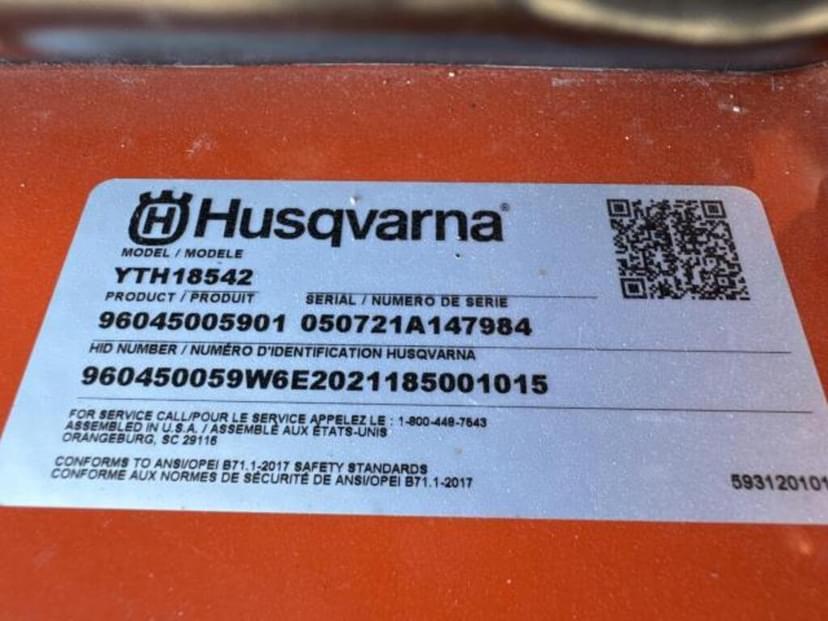 Husqvarna®
MODEL / MODELE
YTH18542
PRODUCT / PRODUIT SERIAL / NUMERO DE SERIE
96045005901 050721A147984
HID NUMBER / NUMÉRO D'IDENTIFICATION HUSQVARNA
960450059W6E2021185001015
FOR SERVICE CALL/POUR LE SERVICE APPELEZ LE : 1-800-448-7543
ASSEMBLED IN U.S.A. / ASSEMBLÉ AUX ÉTATS-UNIS
ORANGEBURG, SC 29115
CONFORMS TO ANSI/OPEI B71.1-2017 SAFETY STANDARDS
CONFORME AUX NORMES DE SÉCURITÉ DE ANSI/OPEI B71.1-2017
593120101